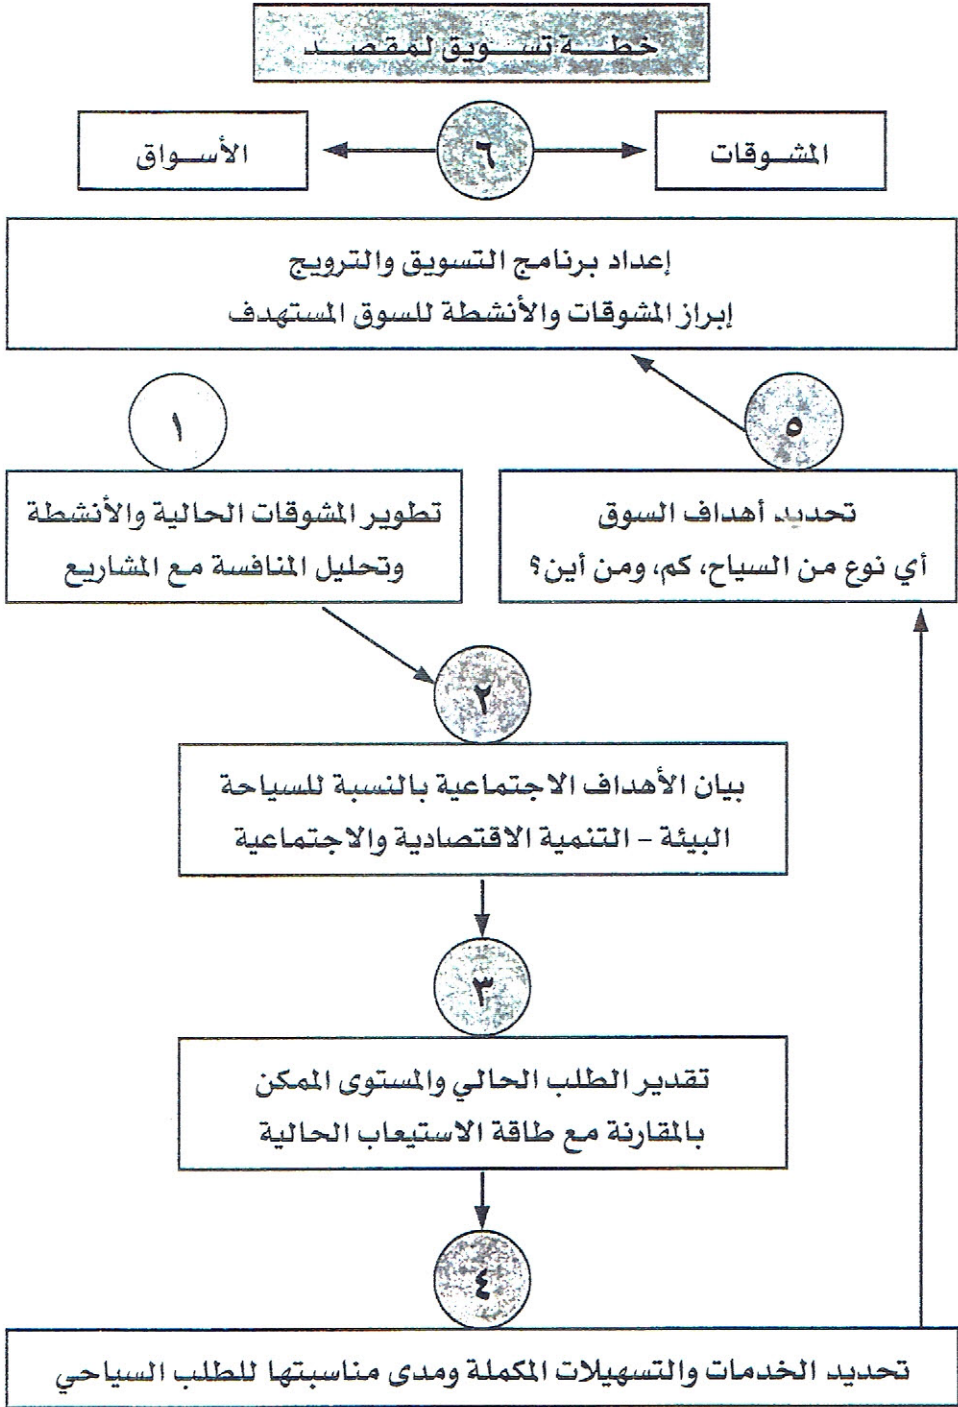 خطة تسويق لمقصد
المشوقات
٦
الأسواق
إعداد برنامج التسويق والترويج
إبراز المشوقات والأنشطة للسوق المستهدف
٥
١
تحديد أهداف السوق
أي نوع من السياح، كم، ومن أين؟
تطوير المشوقات الحالية والأنشطة
وتحليل المنافسة مع المشاريع
٢
بيان الأهداف الاجتماعية بالنسبة للسياحة
البيئة – التنمية الاقتصادية والاجتماعية
٣
تقدير الطلب الحالي والمستوى الممكن
بالمقارنة مع طاقة الاستيعاب الحالية
٤
تحديد الخدمات والتسهيلات المكملة ومدى مناسبتها للطلب السياحي